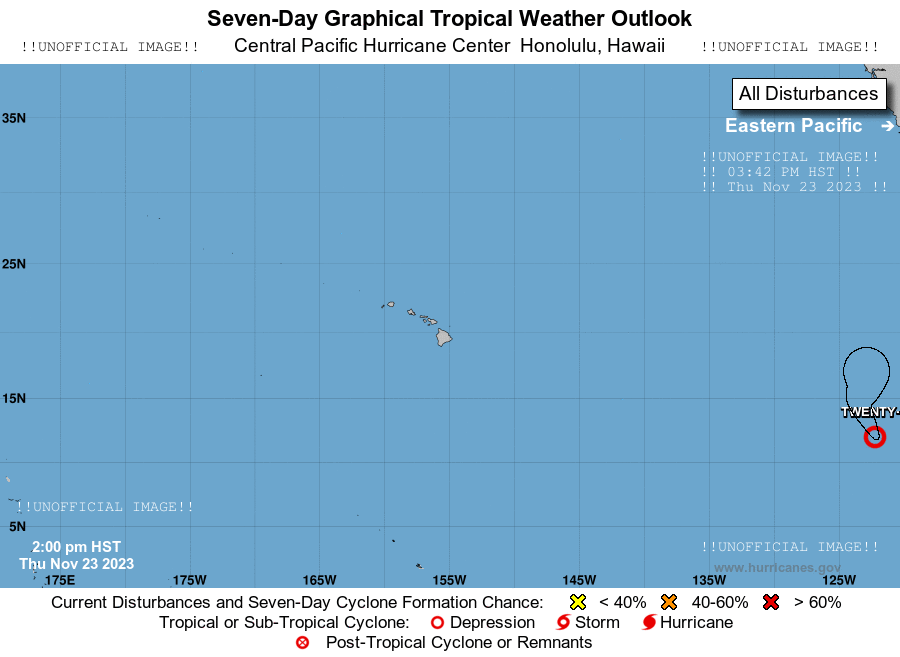 Seven-Day Graphical Tropical Weather Outlook
!!UNOFFICIAL IMAGE!! Central Pacific Hurricane Center Honolulu, Hawaii !!UNOFFICIAL IMAGE!!
All Disturbances
35N
Eastern Pacific →
!!UNOFFICIAL IMAGE!!
!! 03:42 PM HST !!
!! Thu Nov 23 2023 !!
25N
15N
TWENTY-
!!UNOFFICIAL IMAGE!!
5N
2:00 pm HST
!!UNOFFICIAL IMAGE!!
Thu Nov 23 2023
www.hurricanes.gov
175E 175W 165W 155W 145W 135W 125W
Current Disturbances and Seven-Day Cyclone Formation Chance: < 40% 40-60% > 60%
Tropical or Sub-Tropical Cyclone: Depression Storm Hurricane
Post-Tropical Cyclone or Remnants